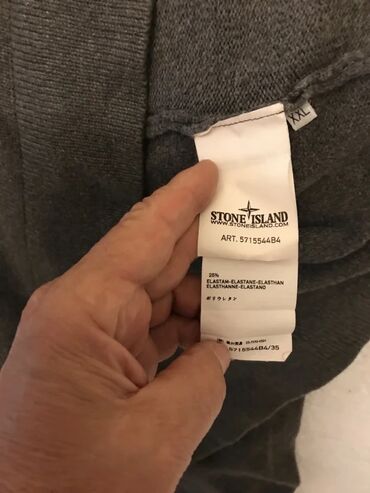 XXL
STONE ISLAND
WWW.STONEISLAND.COM
ART. 5715544B4
25%
ELASTAM-ELASTANE-ELASTHAN
ELASTHANNE-ELASTANO
ポリウレタン
5715544B4/35